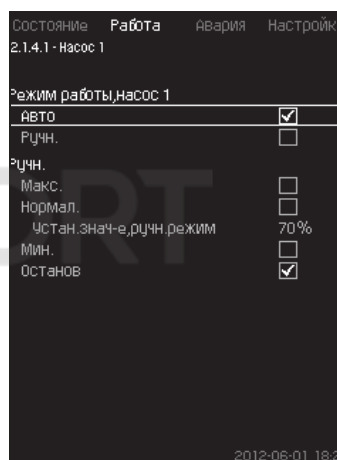 Состояние Работа Авария Настройк
2.1.4.1 - Насос 1
Режим работы,насос 1
Авто
Ручн.
Ручн.
Макс.
Нормал.
Устан.знач-е,ручн.режим 70%
Мин.
Останов
2012-06-01 18:2